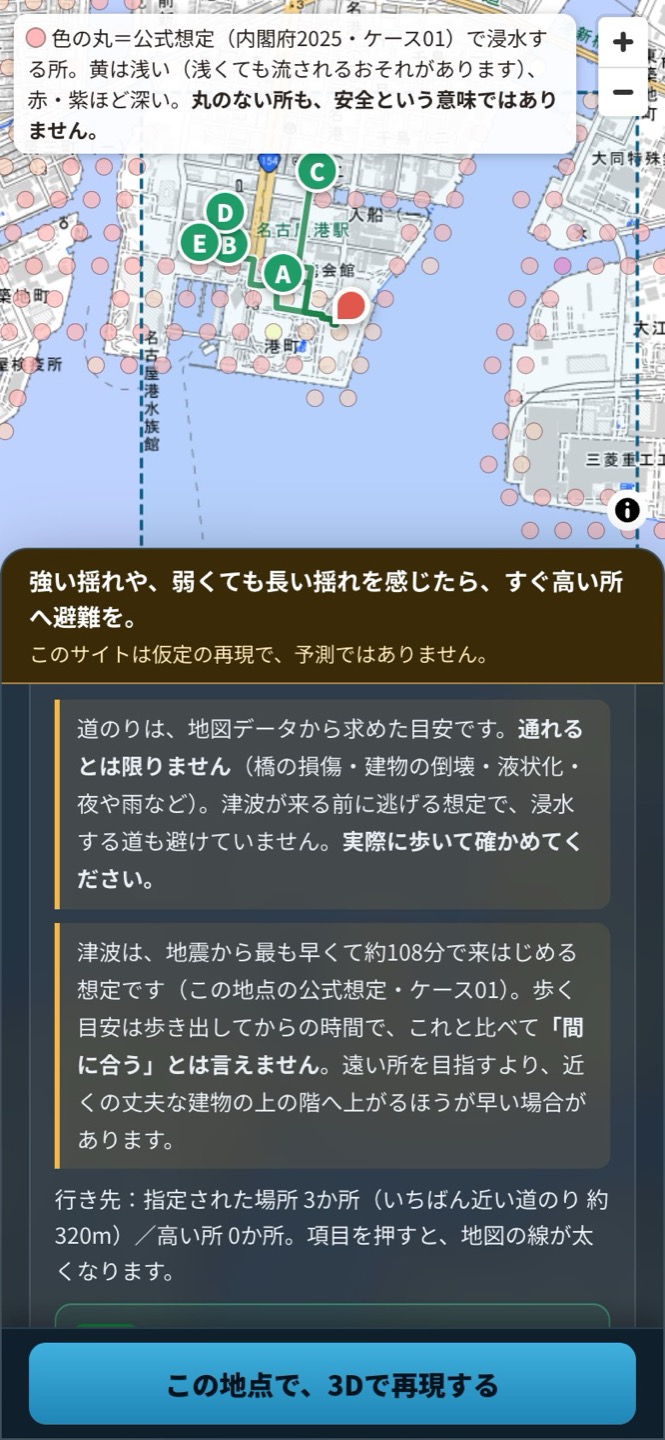 色の丸＝公式想定（内閣府2025・ケース01）で浸水す
る所。黄は浅い（浅くても流されるおそれがあります）、
赤・紫ほど深い。丸のない所も、安全という意味ではあり
ません。
+
−
大同特殊
154
C
D
E
B
A
入船
名古屋港駅
会館
築地町
港町
大江
屋検疫所
名古屋港水族館
三菱重工工
強い揺れや、弱くても長い揺れを感じたら、すぐ高い所
へ避難を。
このサイトは仮定の再現で、予測ではありません。
道のりは、地図データから求めた目安です。通れる
とは限りません（橋の損傷・建物の倒壊・液状化・
夜や雨など）。津波が来る前に逃げる想定で、浸水
する道も避けていません。実際に歩いて確かめてく
ださい。
津波は、地震から最も早くて約108分で来はじめる
想定です（この地点の公式想定・ケース01）。歩く
目安は歩き出してからの時間で、これと比べて「間
に合う」とは言えません。遠い所を目指すより、近
くの丈夫な建物の上の階へ上がるほうが早い場合が
あります。
行き先：指定された場所 3か所（いちばん近い道のり 約
320m）／高い所 0か所。項目を押すと、地図の線が太
くなります。
この地点で、3Dで再現する